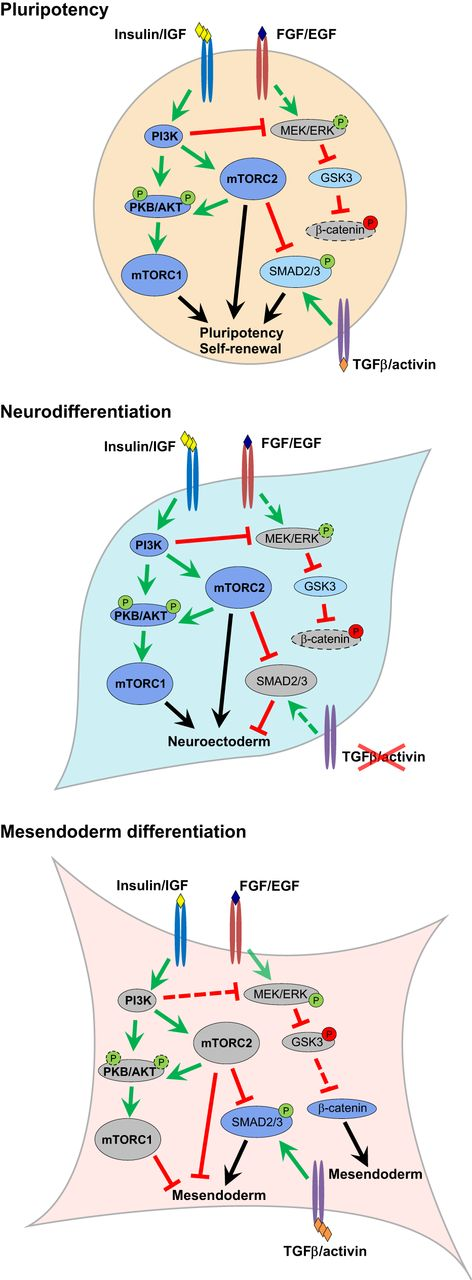 Pluripotency
Insulin/IGF
FGF/EGF
PI3K
MEK/ERK
P
mTORC2
GSK3
P
P
PKB/AKT
β-catenin
P
mTORC1
SMAD2/3
P
Pluripotency
Self-renewal
TGFβ/activin
Neurodifferentiation
Insulin/IGF
FGF/EGF
PI3K
MEK/ERK
P
mTORC2
GSK3
P
P
PKB/AKT
β-catenin
P
mTORC1
SMAD2/3
Neuroectoderm
TGFβ/activin
Mesendoderm differentiation
Insulin/IGF
FGF/EGF
PI3K
MEK/ERK
P
mTORC2
GSK3
P
P
P
PKB/AKT
β-catenin
mTORC1
SMAD2/3
P
Mesendoderm
Mesendoderm
TGFβ/activin